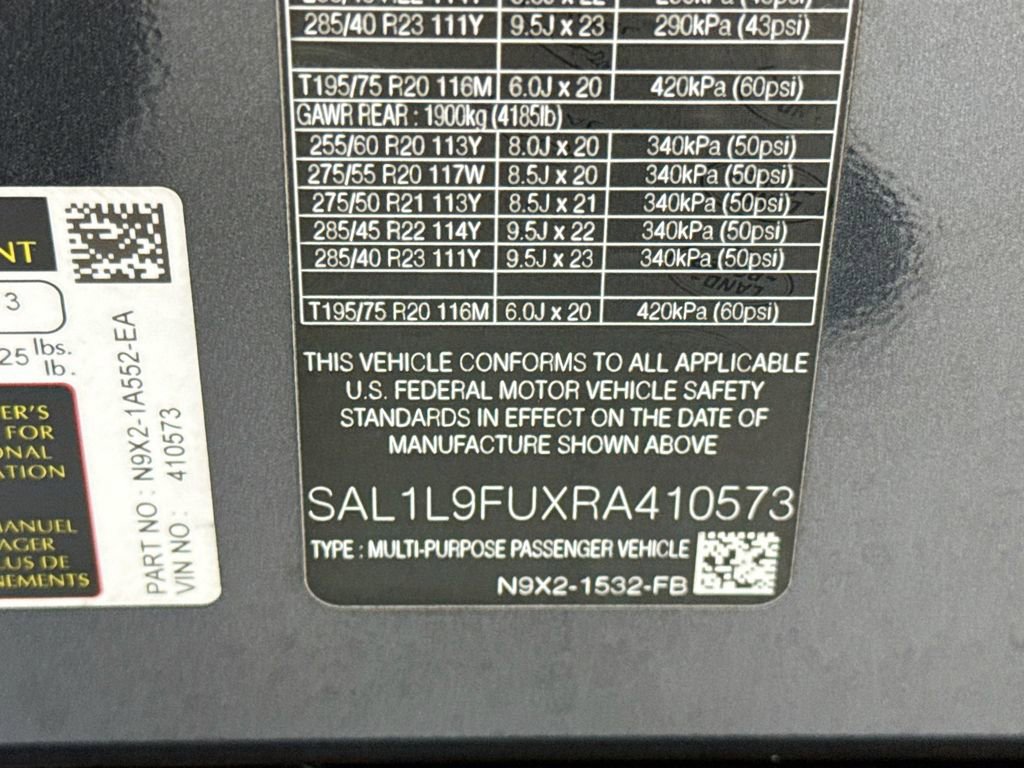 285/40 R23 111Y 9.5J x 23 290kPa (43psi)
T195/75 R20 116M 6.0J x 20 420kPa (60psi)
GAWR REAR : 1900kg (4185lb)
255/60 R20 113Y 8.0J x 20 340kPa (50psi)
275/55 R20 117W 8.5J x 20 340kPa (50psi)
275/50 R21 113Y 8.5J x 21 340kPa (50psi)
285/45 R22 114Y 9.5J x 22 340kPa (50psi)
285/40 R23 111Y 9.5J x 23 340kPa (50psi)
T195/75 R20 116M 6.0J x 20 420kPa (60psi)
THIS VEHICLE CONFORMS TO ALL APPLICABLE
U.S. FEDERAL MOTOR VEHICLE SAFETY
STANDARDS IN EFFECT ON THE DATE OF
MANUFACTURE SHOWN ABOVE
SAL1L9FUXRA410573
TYPE : MULTI-PURPOSE PASSENGER VEHICLE
N9X2-1532-FB
NT
3
25 lbs.
lb.
ER'S
FOR
ONAL
ATION
MANUEL
AGER
LUS DE
NEMENTS
PART NO : N9X2-1A552-EA
VIN NO : 410573